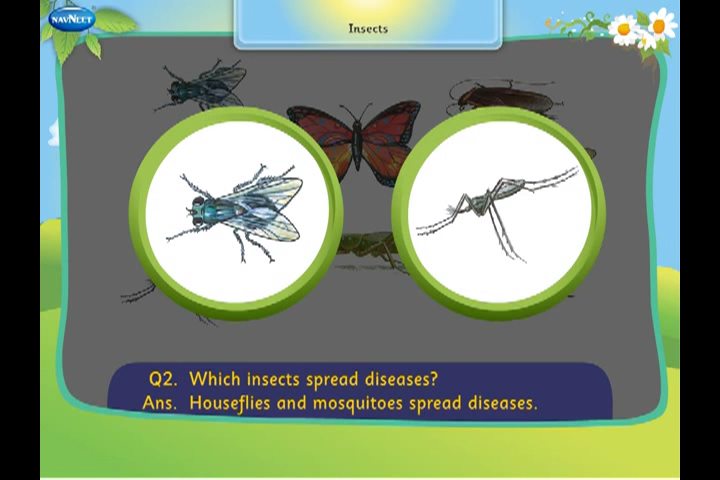 NAVNEET
Insects
Q2. Which insects spread diseases?
Ans. Houseflies and mosquitoes spread diseases.